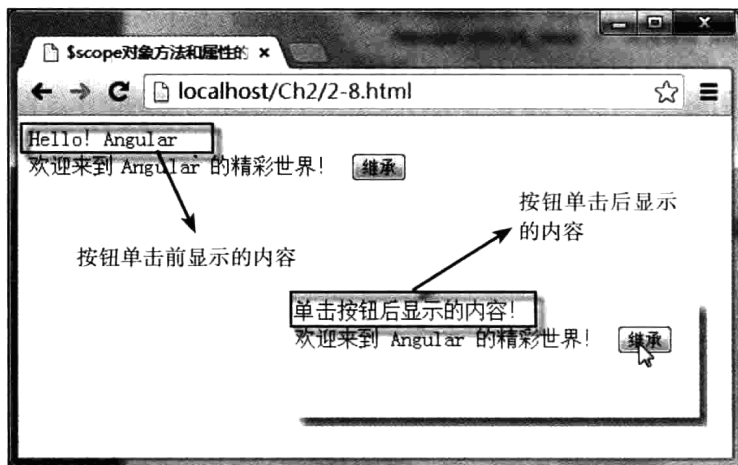 $scope对象方法和属性的 ×
localhost/Ch2/2-8.html
Hello! Angular
欢迎来到 Angular 的精彩世界! 继承
按钮单击后显示
的内容
按钮单击前显示的内容
单击按钮后显示的内容!
欢迎来到 Angular 的精彩世界! 继承